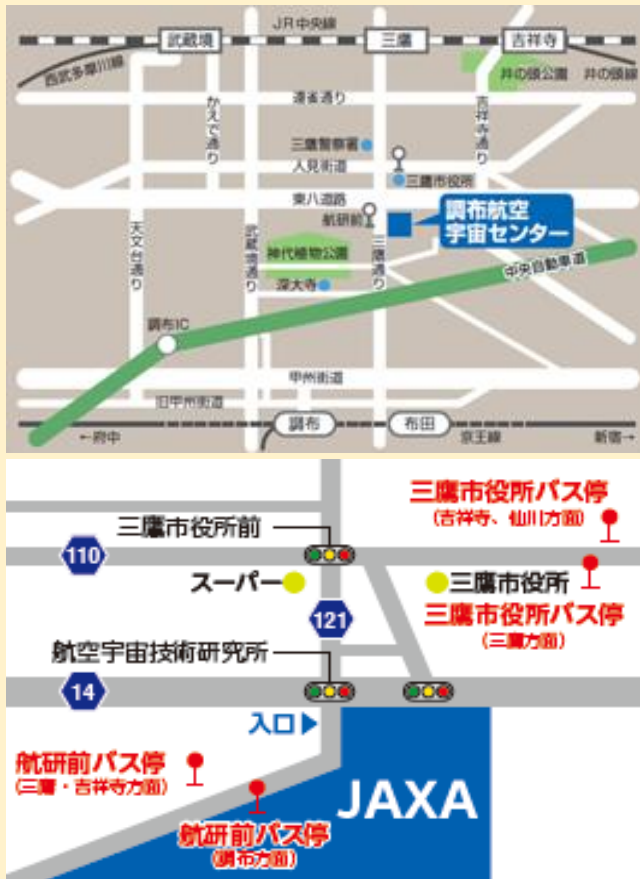 JR中央線
武蔵境
三鷹
吉祥寺
西武多摩川線
井の頭公園
井の頭線
連雀通り
かえで通り
吉祥寺通り
三鷹警察署
人見街道
三鷹市役所
東八道路
航研前
調布航空
宇宙センター
天文台通り
武蔵境通り
三鷹通り
神代植物公園
深大寺
中央自動車道
調布IC
甲州街道
旧甲州街道
調布
布田
←府中
京王線
新宿→
三鷹市役所バス停
(吉祥寺、仙川方面)
三鷹市役所前
110
スーパー
三鷹市役所
121
三鷹市役所バス停
(三鷹方面)
航空宇宙技術研究所
14
入口
航研前バス停
(三鷹・吉祥寺方面)
JAXA
航研前バス停
(調布方面)